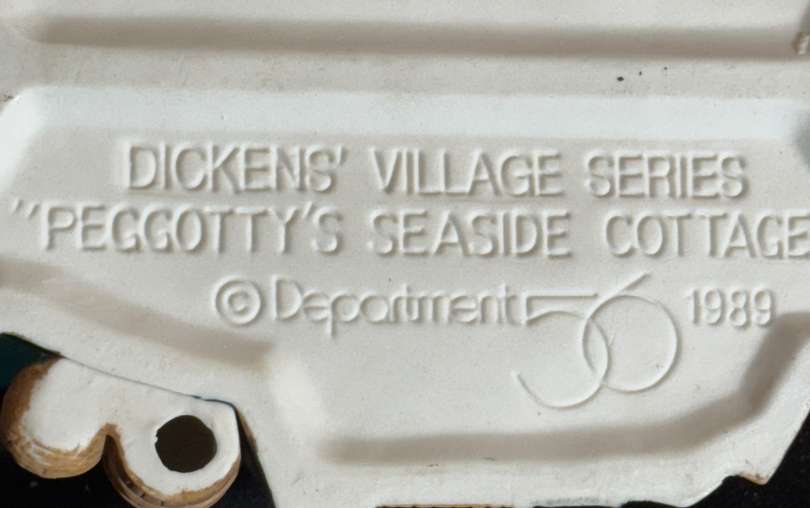 DICKENS' VILLAGE SERIES
"PEGGOTTY'S SEASIDE COTTAGE
© Department 56 1989